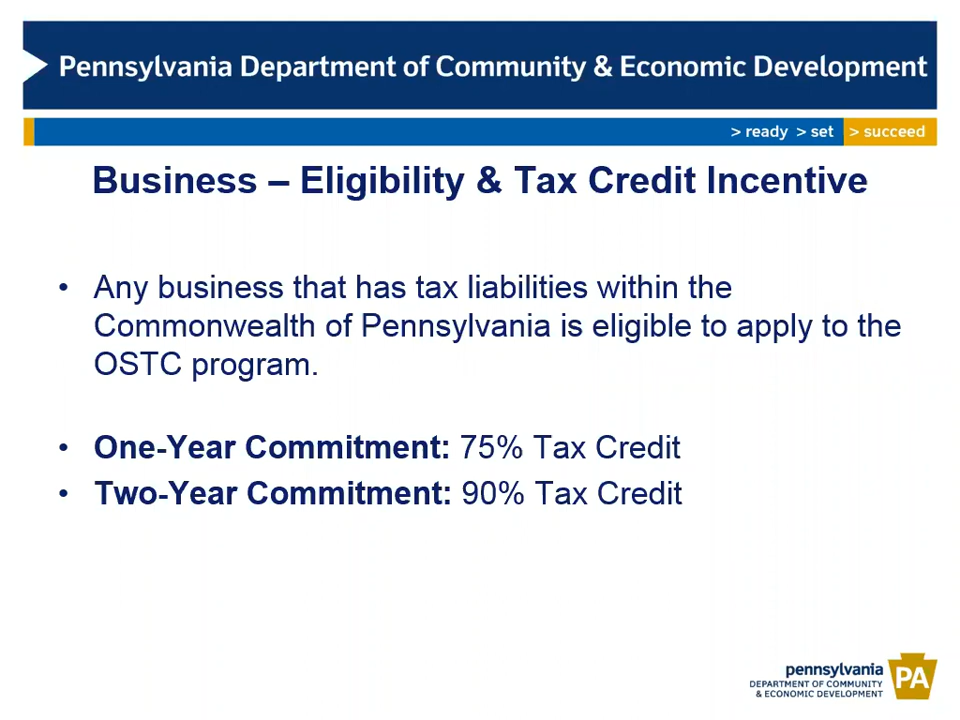 Pennsylvania Department of Community & Economic Development
> ready > set > succeed
Business – Eligibility & Tax Credit Incentive
• Any business that has tax liabilities within the
Commonwealth of Pennsylvania is eligible to apply to the
OSTC program.
• One-Year Commitment: 75% Tax Credit
• Two-Year Commitment: 90% Tax Credit
pennsylvania
DEPARTMENT OF COMMUNITY
& ECONOMIC DEVELOPMENT
PA